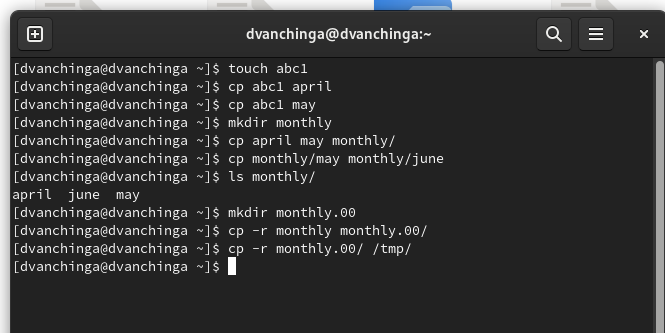 dvanchinga@dvanchinga:~
[dvanchinga@dvanchinga ~]$ touch abc1
[dvanchinga@dvanchinga ~]$ cp abc1 april
[dvanchinga@dvanchinga ~]$ cp abc1 may
[dvanchinga@dvanchinga ~]$ mkdir monthly
[dvanchinga@dvanchinga ~]$ cp april may monthly/
[dvanchinga@dvanchinga ~]$ cp monthly/may monthly/june
[dvanchinga@dvanchinga ~]$ ls monthly/
april  june  may
[dvanchinga@dvanchinga ~]$ mkdir monthly.00
[dvanchinga@dvanchinga ~]$ cp -r monthly monthly.00/
[dvanchinga@dvanchinga ~]$ cp -r monthly.00/ /tmp/
[dvanchinga@dvanchinga ~]$